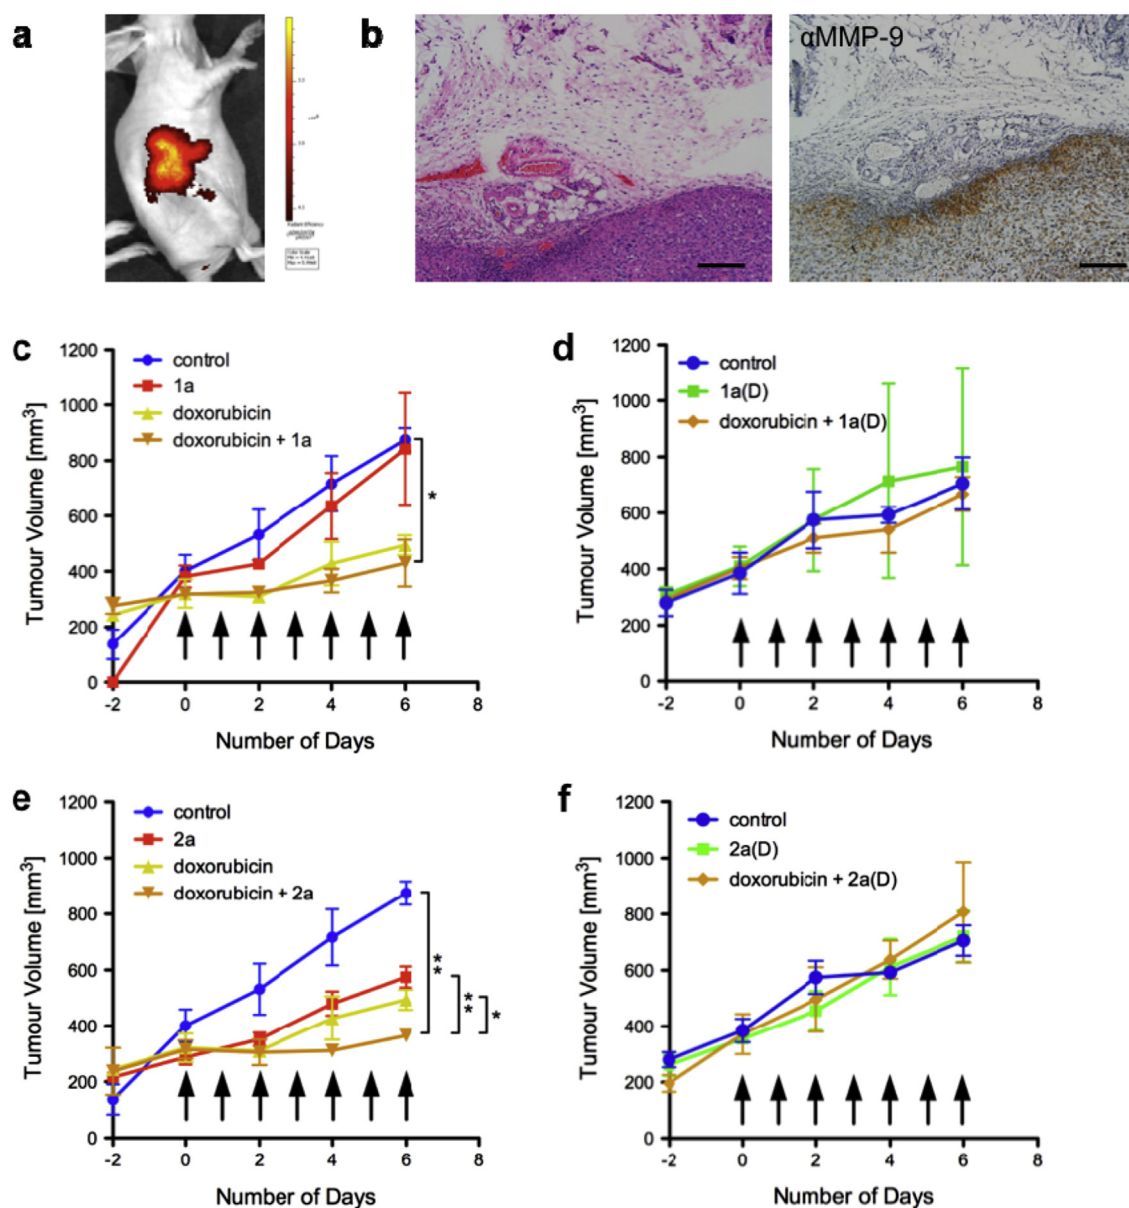 a
b
αMMP-9
Radiant Efficiency
Color Scale
c
1200
1000
800
600
400
200
0
Tumour Volume [mm³]
control
1a
doxorubicin
doxorubicin + 1a
*
-2 0 2 4 6 8
Number of Days
d
1200
1000
800
600
400
200
0
Tumour Volume [mm³]
control
1a(D)
doxorubicin + 1a(D)
-2 0 2 4 6 8
Number of Days
e
1200
1000
800
600
400
200
0
Tumour Volume [mm³]
control
2a
doxorubicin
doxorubicin + 2a
**
**
*
-2 0 2 4 6 8
Number of Days
f
1200
1000
800
600
400
200
0
Tumour Volume [mm³]
control
2a(D)
doxorubicin + 2a(D)
-2 0 2 4 6 8
Number of Days